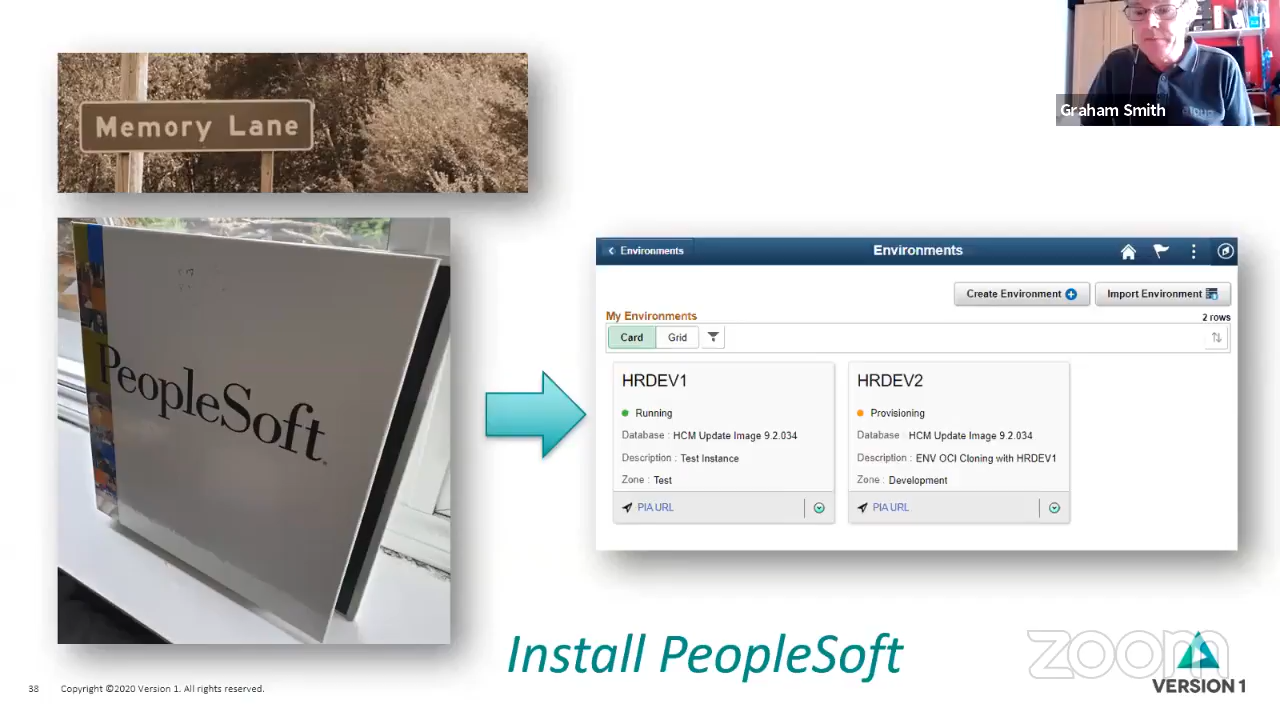 Memory Lane
Graham Smith
PeopleSoft
Environments
Environments
Create Environment
Import Environment
My Environments
2 rows
Card
Grid
HRDEV1
Running
Database : HCM Update Image 9.2.034
Description : Test Instance
Zone : Test
PIA URL
HRDEV2
Provisioning
Database : HCM Update Image 9.2.034
Description : ENV OCI Cloning with HRDEV1
Zone : Development
PIA URL
Install PeopleSoft
zoom
VERSION 1
38
Copyright ©2020 Version 1. All rights reserved.